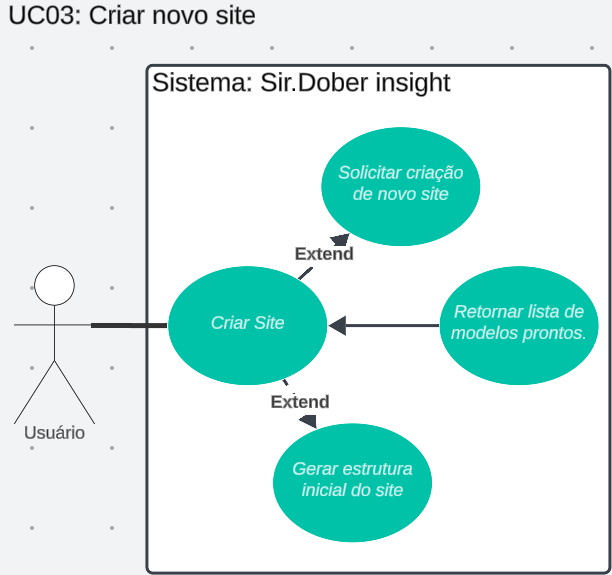 UC03: Criar novo site
Sistema: Sir.Dober insight
Solicitar criação
de novo site
Extend
Criar Site
Retornar lista de
modelos prontos.
Extend
Usuário
Gerar estrutura
inicial do site